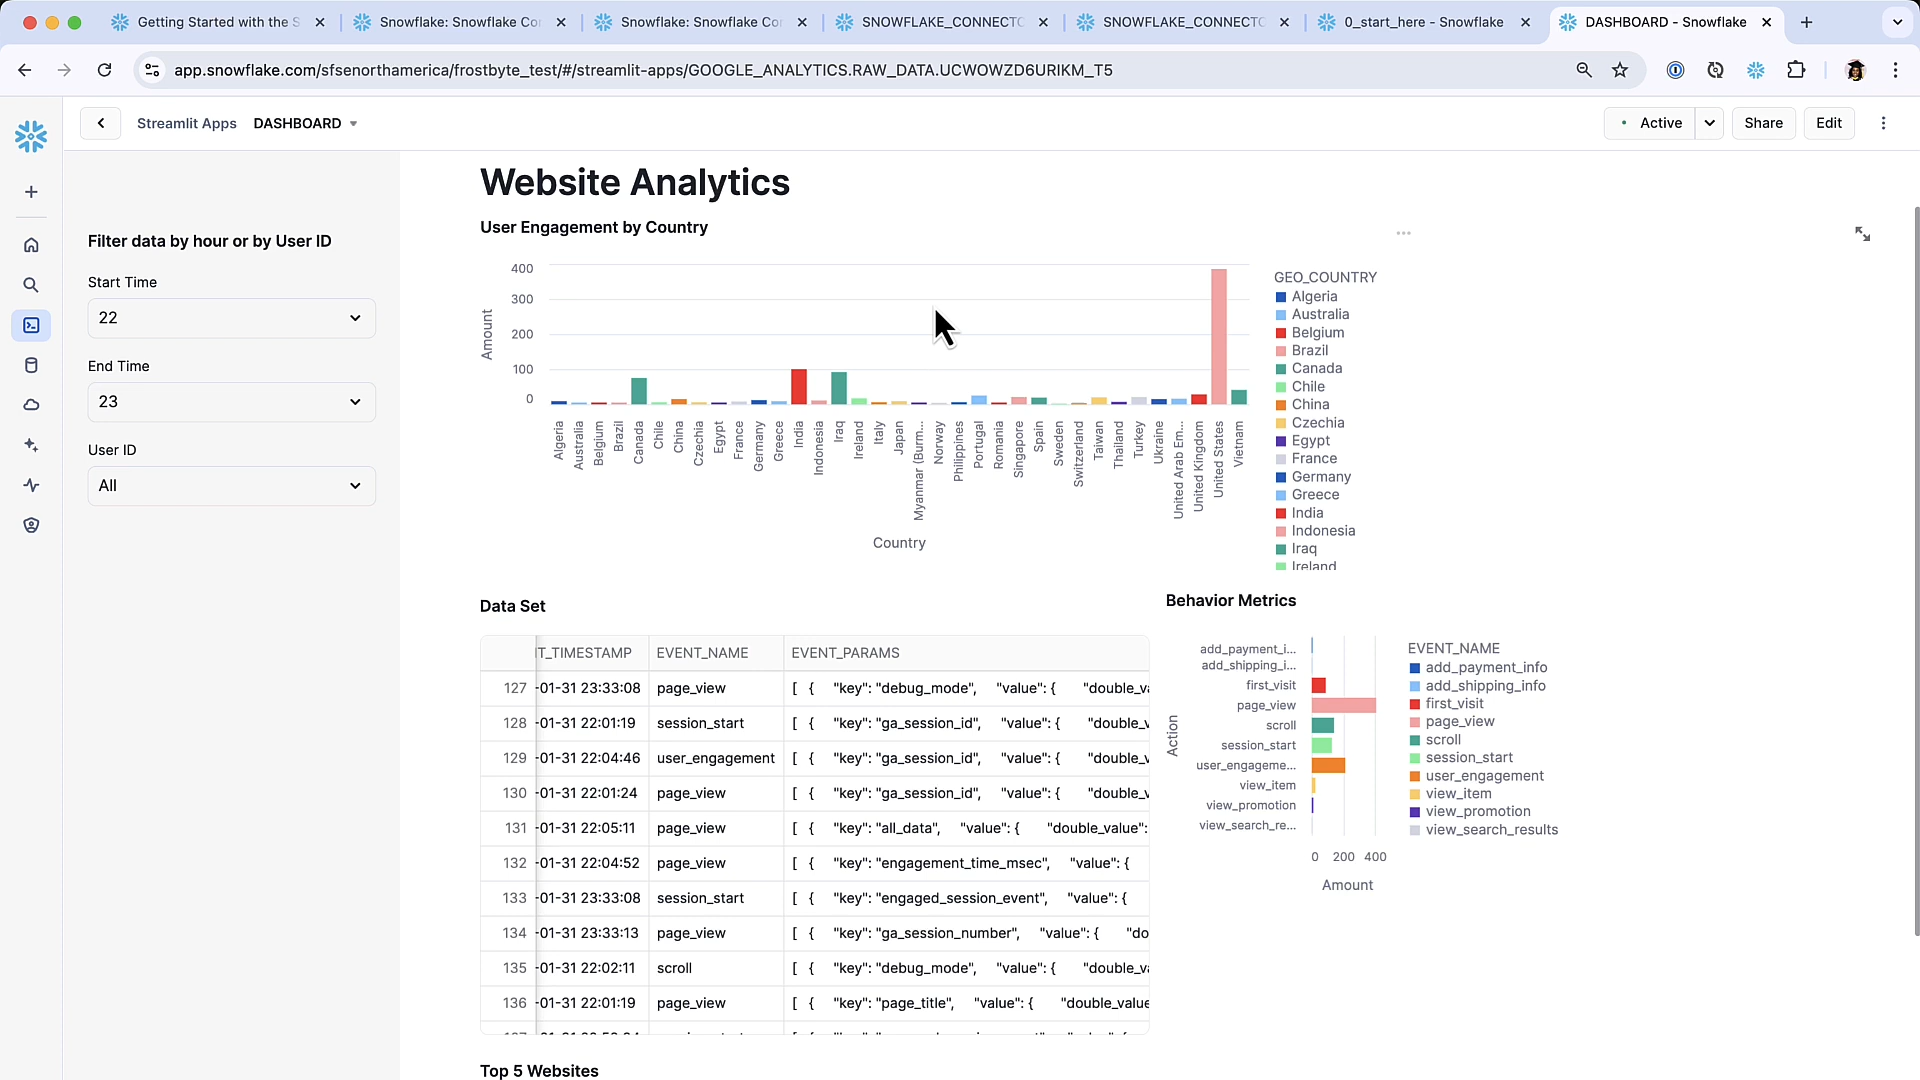 Getting Started with the S
Snowflake: Snowflake Co
Snowflake: Snowflake Co
SNOWFLAKE_CONNECTO
SNOWFLAKE_CONNECTO
0_start_here - Snowflake
DASHBOARD - Snowflake
app.snowflake.com/sfsenorthamerica/frostbyte_test/#/streamlit-apps/GOOGLE_ANALYTICS.RAW_DATA.UCWOWZD6URIKM_T5
Streamlit Apps DASHBOARD
Active
Share
Edit
Filter data by hour or by User ID
Start Time
22
End Time
23
User ID
All
Website Analytics
User Engagement by Country
400
300
200
100
0
Amount
Algeria
Australia
Belgium
Brazil
Canada
Chile
China
Czechia
Egypt
France
Germany
Greece
India
Indonesia
Iraq
Ireland
Italy
Japan
Myanmar (Burm...
Norway
Philippines
Portugal
Romania
Singapore
Spain
Sweden
Switzerland
Taiwan
Thailand
Turkey
Ukraine
United Arab Em...
United Kingdom
United States
Vietnam
Country
GEO_COUNTRY
Algeria
Australia
Belgium
Brazil
Canada
Chile
China
Czechia
Egypt
France
Germany
Greece
India
Indonesia
Iraq
Ireland
Data Set
T_TIMESTAMP EVENT_NAME EVENT_PARAMS
127 -01-31 23:33:08 page_view [ { "key": "debug_mode", "value": { "double_va
128 -01-31 22:01:19 session_start [ { "key": "ga_session_id", "value": { "double_v
129 -01-31 22:04:46 user_engagement [ { "key": "ga_session_id", "value": { "double_v
130 -01-31 22:01:24 page_view [ { "key": "ga_session_id", "value": { "double_v
131 -01-31 22:05:11 page_view [ { "key": "all_data", "value": { "double_value":
132 -01-31 22:04:52 page_view [ { "key": "engagement_time_msec", "value": {
133 -01-31 23:33:08 session_start [ { "key": "engaged_session_event", "value": {
134 -01-31 23:33:13 page_view [ { "key": "ga_session_number", "value": { "do
135 -01-31 22:02:11 scroll [ { "key": "debug_mode", "value": { "double_va
136 -01-31 22:01:19 page_view [ { "key": "page_title", "value": { "double_value
Behavior Metrics
Action
add_payment_i...
add_shipping_i...
first_visit
page_view
scroll
session_start
user_engageme...
view_item
view_promotion
view_search_re...
0 200 400
Amount
EVENT_NAME
add_payment_info
add_shipping_info
first_visit
page_view
scroll
session_start
user_engagement
view_item
view_promotion
view_search_results
Top 5 Websites